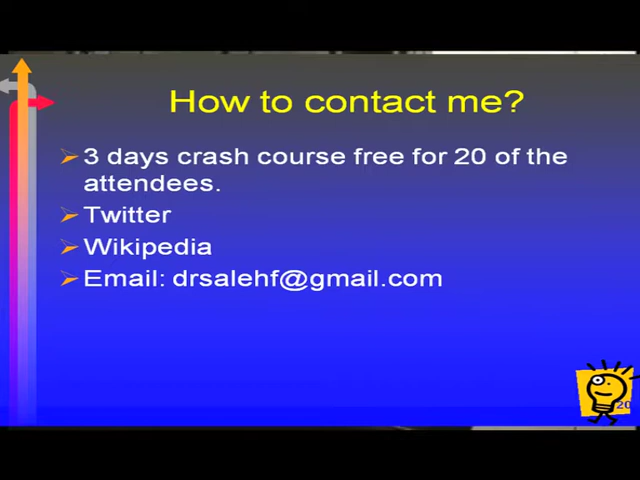 How to contact me?
3 days crash course free for 20 of the
attendees.
Twitter
Wikipedia
Email: drsalehf@gmail.com
20